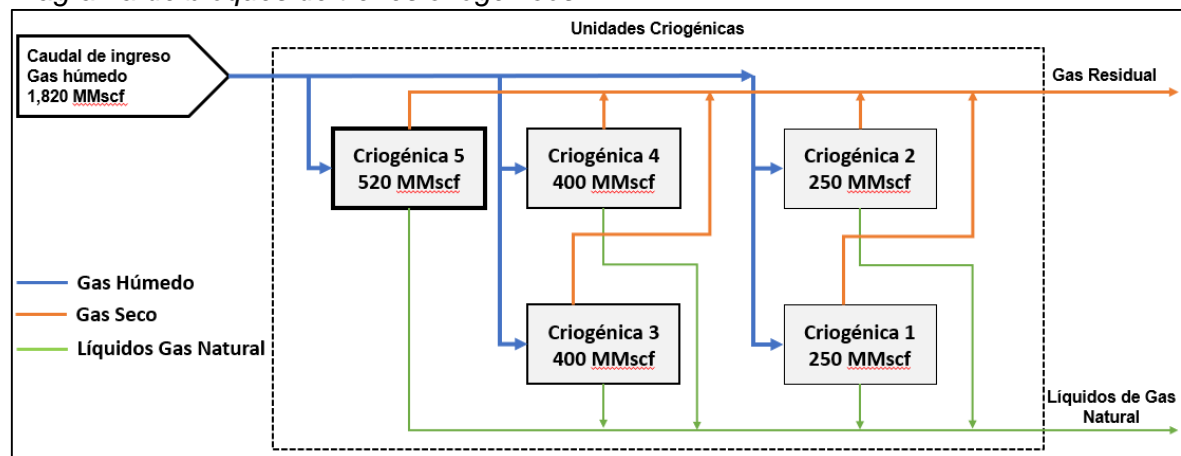 Unidades Criogénicas
Caudal de ingreso
Gas húmedo
1,820 MMscf
Gas Residual
Criogénica 5
520 MMscf
Criogénica 4
400 MMscf
Criogénica 2
250 MMscf
Gas Húmedo
Gas Seco
Líquidos Gas Natural
Criogénica 3
400 MMscf
Criogénica 1
250 MMscf
Líquidos de Gas
Natural